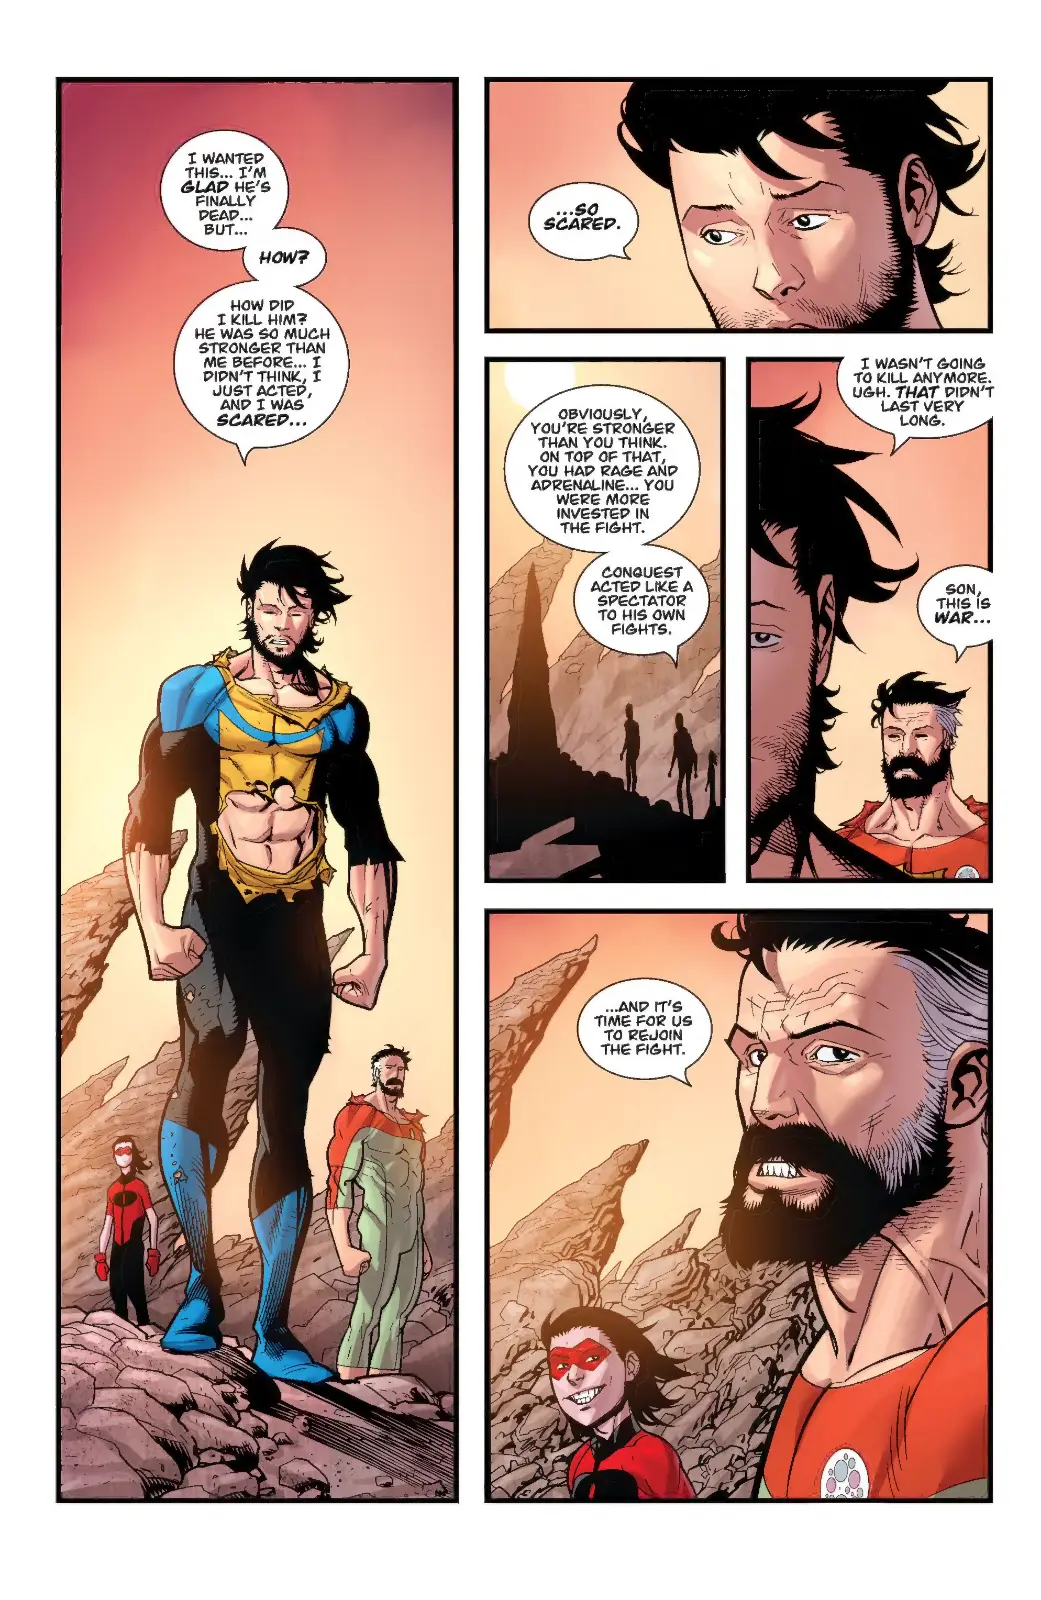 I WANTED
THIS... I'M
GLAD HE'S
FINALLY
DEAD...
BUT...
HOW?
HOW DID
I KILL HIM?
HE WAS SO MUCH
STRONGER THAN
ME BEFORE... I
DIDN'T THINK, I
JUST ACTED,
AND I WAS
SCARED...
...SO
SCARED.
OBVIOUSLY,
YOU'RE STRONGER
THAN YOU THINK.
ON TOP OF THAT,
YOU HAD RAGE AND
ADRENALINE... YOU
WERE MORE
INVESTED IN
THE FIGHT.
CONQUEST
ACTED LIKE A
SPECTATOR
TO HIS OWN
FIGHTS.
I WASN'T GOING
TO KILL ANYMORE.
UGH. THAT DIDN'T
LAST VERY
LONG.
SON,
THIS IS
WAR...
...AND IT'S
TIME FOR US
TO REJOIN
THE FIGHT.